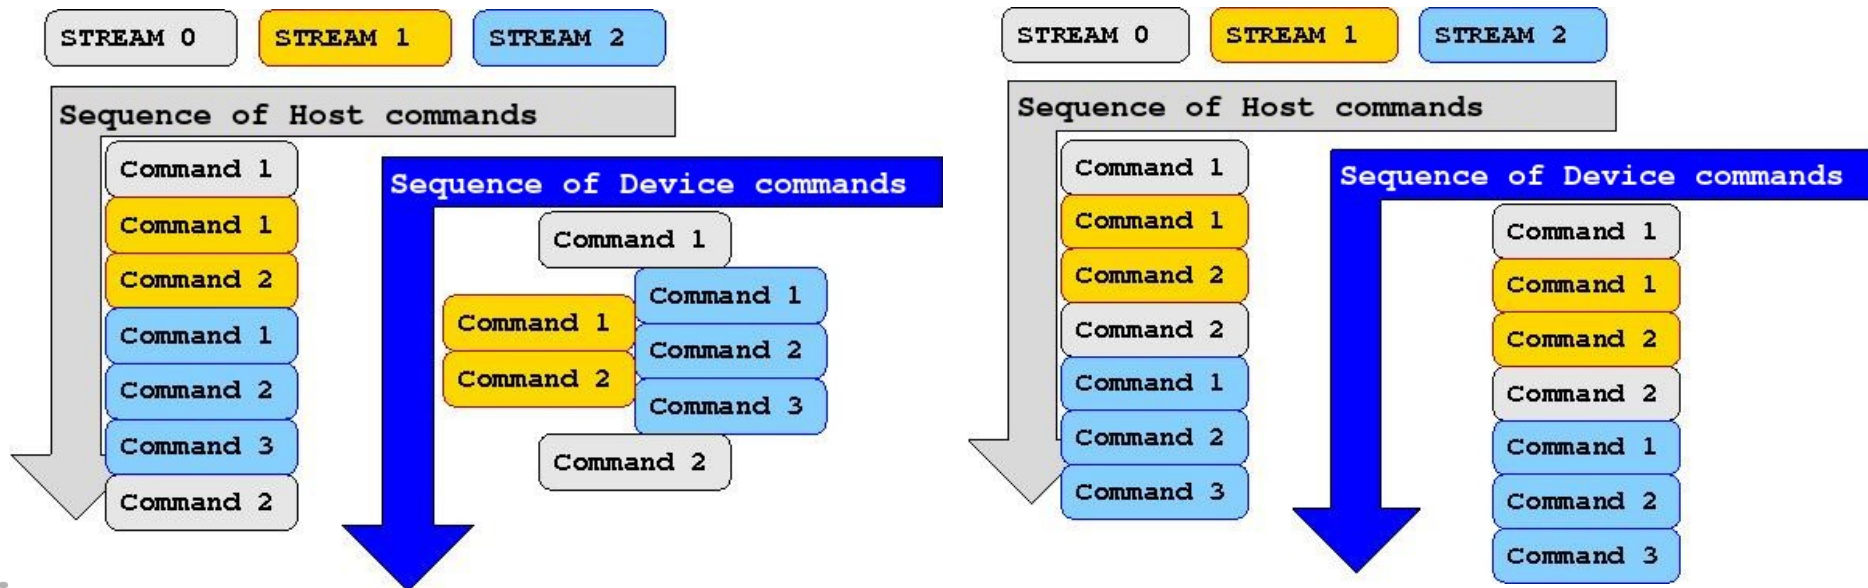 STREAM 0
STREAM 1
STREAM 2
Sequence of Host commands
Command 1
Command 1
Command 2
Command 1
Command 2
Command 3
Command 2
Sequence of Device commands
Command 1
Command 1
Command 1
Command 2
Command 2
Command 3
Command 2
STREAM 0
STREAM 1
STREAM 2
Sequence of Host commands
Command 1
Command 1
Command 2
Command 2
Command 1
Command 2
Command 3
Sequence of Device commands
Command 1
Command 1
Command 2
Command 2
Command 1
Command 2
Command 3